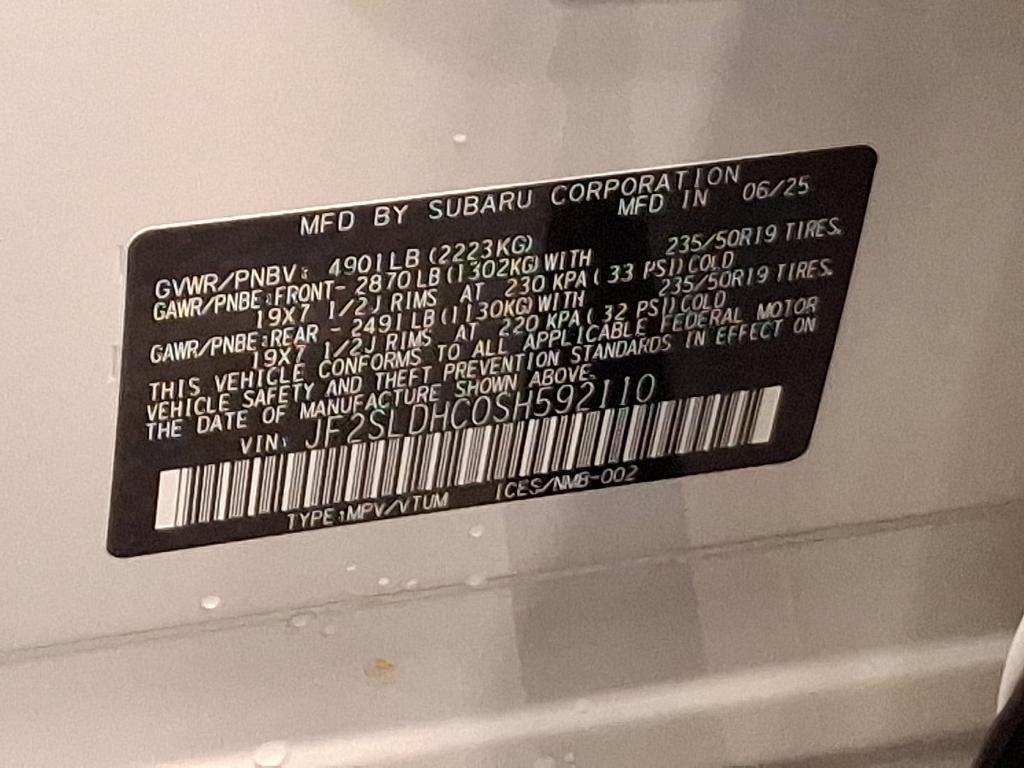 MFD BY SUBARU CORPORATION
MFD IN 06/25
GVWR/PNBV: 4901LB(2223KG)
GAWR/PNBE:FRONT- 2870LB(1302KG)WITH 235/50R19 TIRES.
19X7 1/2J RIMS AT 230 KPA( 33 PSI)COLD
GAWR/PNBE:REAR - 2491LB(1130KG)WITH 235/50R19 TIRES.
19X7 1/2J RIMS AT 220 KPA( 32 PSI)COLD
THIS VEHICLE CONFORMS TO ALL APPLICABLE FEDERAL MOTOR
VEHICLE SAFETY AND THEFT PREVENTION STANDARDS IN EFFECT ON
THE DATE OF MANUFACTURE SHOWN ABOVE.
VIN: JF2SLDHC0SH592110
TYPE:MPV/VTUM ICES/NMB-002